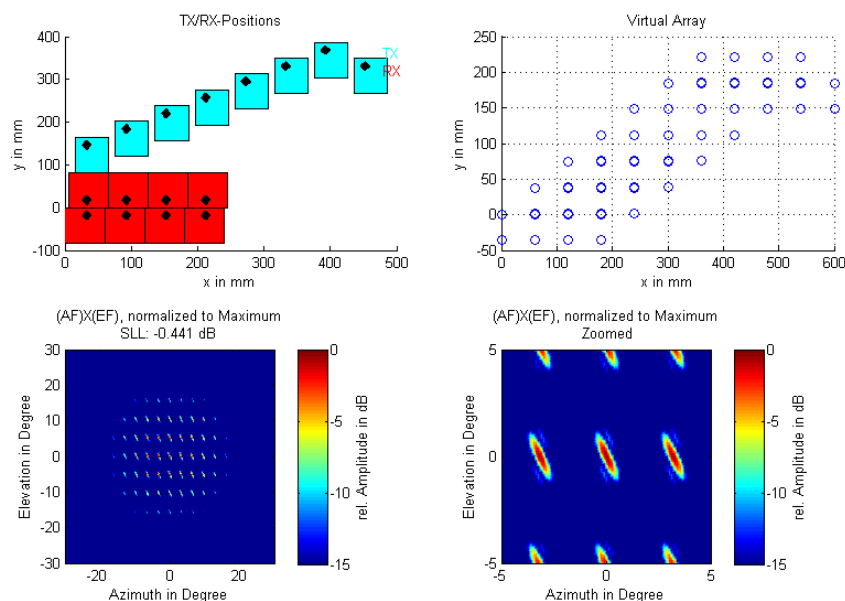 TX/RX-Positions
400
300
200
100
0
-100
0
100
200
300
400
500
x in mm
y in mm
TX
RX
Virtual Array
250
200
150
100
50
0
-50
0
100
200
300
400
500
600
x in mm
y in mm
(AF)X(EF), normalized to Maximum
SLL: -0.441 dB
30
20
10
0
-10
-20
-30
-20
0
20
Azimuth in Degree
Elevation in Degree
0
-5
-10
-15
rel. Amplitude in dB
(AF)X(EF), normalized to Maximum
Zoomed
5
0
-5
-5
0
5
Azimuth in Degree
Elevation in Degree
0
-5
-10
-15
rel. Amplitude in dB